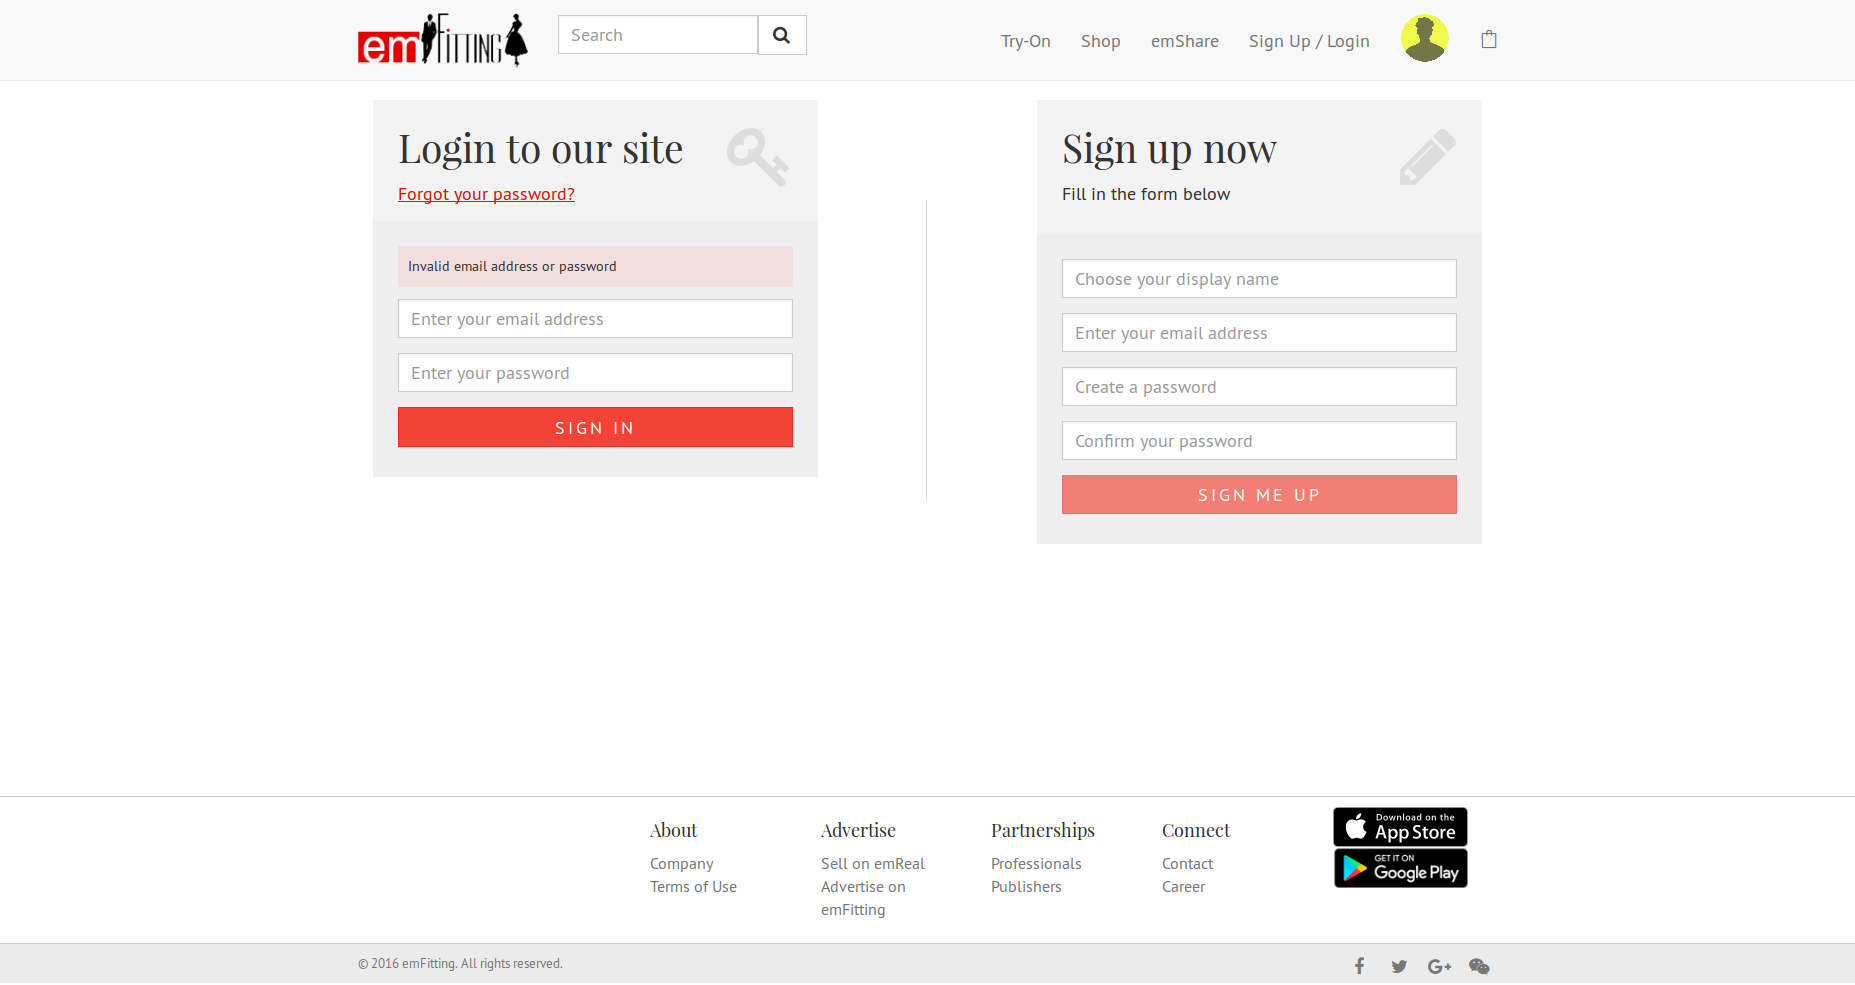 emFITTING
Search
Try-On
Shop
emShare
Sign Up / Login
Login to our site
Forgot your password?
Invalid email address or password
Enter your email address
Enter your password
SIGN IN
Sign up now
Fill in the form below
Choose your display name
Enter your email address
Create a password
Confirm your password
SIGN ME UP
About
Company
Terms of Use
Advertise
Sell on emReal
Advertise on
emFitting
Partnerships
Professionals
Publishers
Connect
Contact
Career
Download on the
App Store
GET IT ON
Google Play
© 2016 emFitting. All rights reserved.
G+